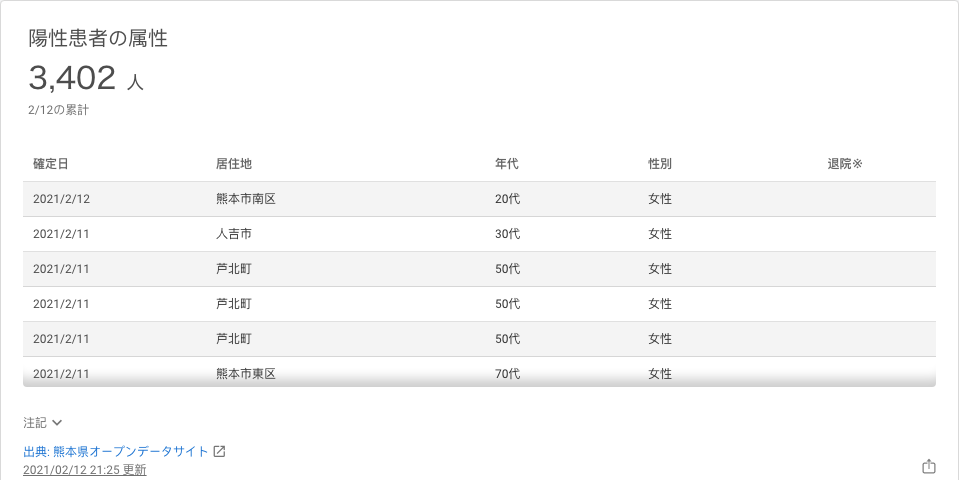 陽性患者の属性
3,402 人
2/12の累計
確定日 居住地 年代 性別 退院※
2021/2/12 熊本市南区 20代 女性
2021/2/11 人吉市 30代 女性
2021/2/11 芦北町 50代 女性
2021/2/11 芦北町 50代 女性
2021/2/11 芦北町 50代 女性
2021/2/11 熊本市東区 70代 女性
注記
出典: 熊本県オープンデータサイト
2021/02/12 21:25 更新